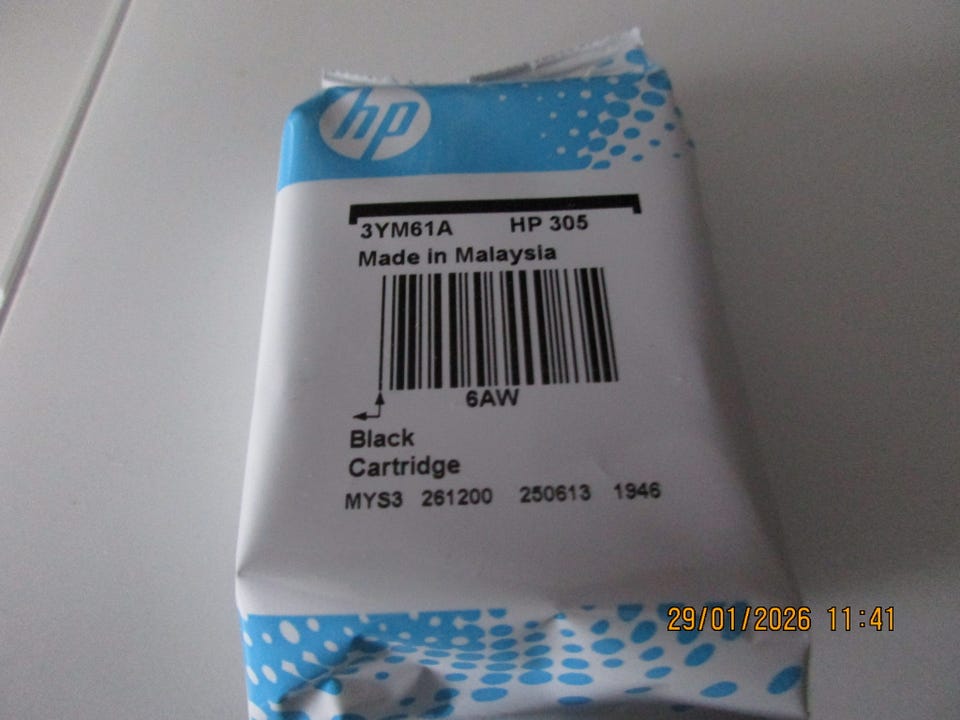 hp
3YM61A HP 305
Made in Malaysia
6AW
Black
Cartridge
MYS3 261200 250613 1946
29/01/2026 11:41